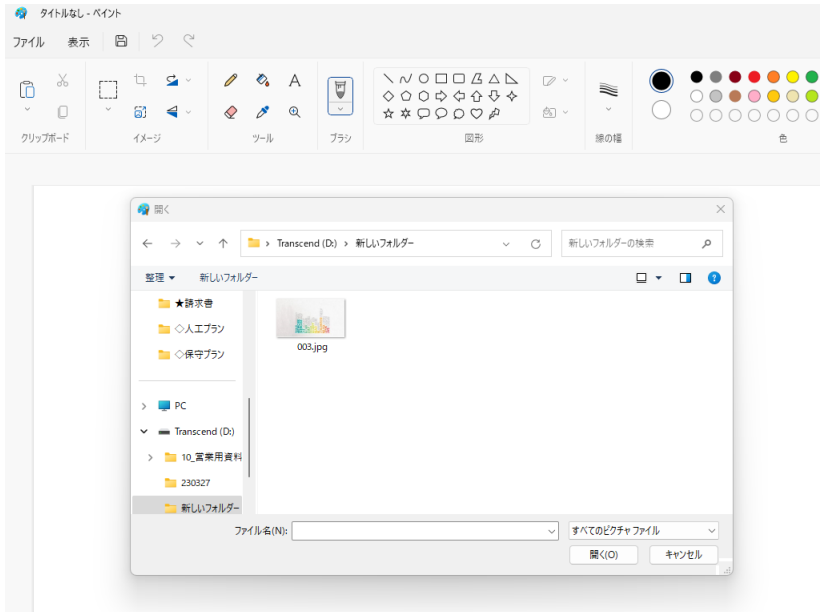 タイトルなし - ペイント
ファイル 表示
クリップボード イメージ ツール ブラシ 図形 線の幅 色
開く
Transcend (D:) 新しいフォルダー 新しいフォルダーの検索
整理 新しいフォルダー
★請求書
◇人工プラン
◇保守プラン
003.jpg
PC
Transcend (D:)
10_営業用資料
230327
新しいフォルダー
ファイル名(N): すべてのピクチャ ファイル
開く(O) キャンセル